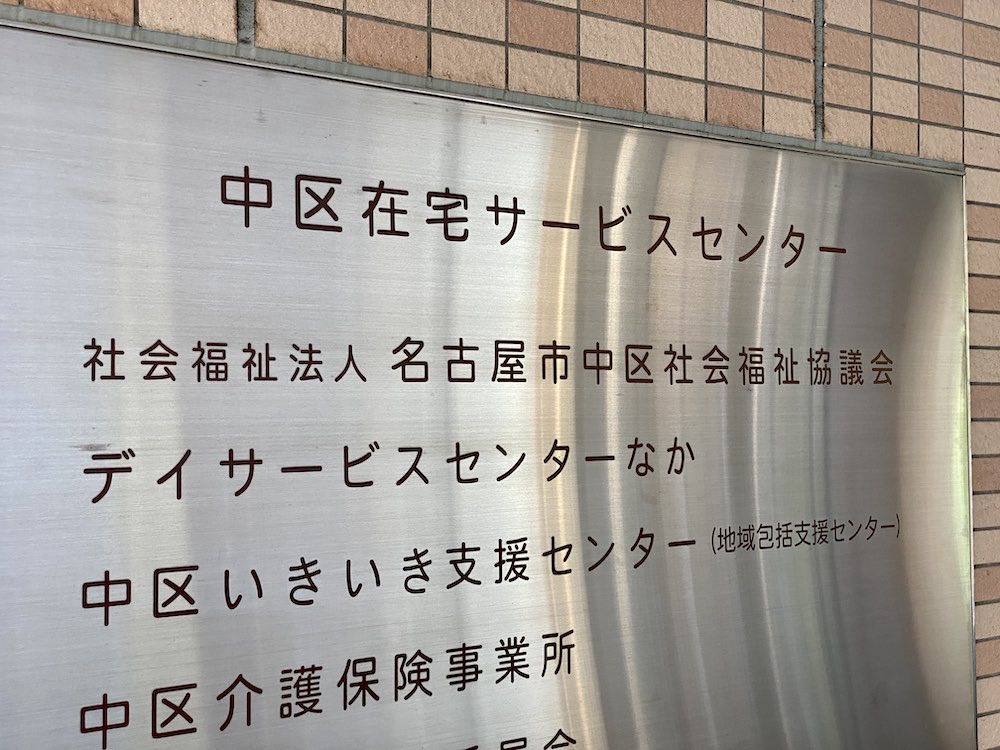 中区在宅サービスセンター
社会福祉法人 名古屋市中区社会福祉協議会
デイサービスセンターなか
中区いきいき支援センター (地域包括支援センター)
中区介護保険事業所